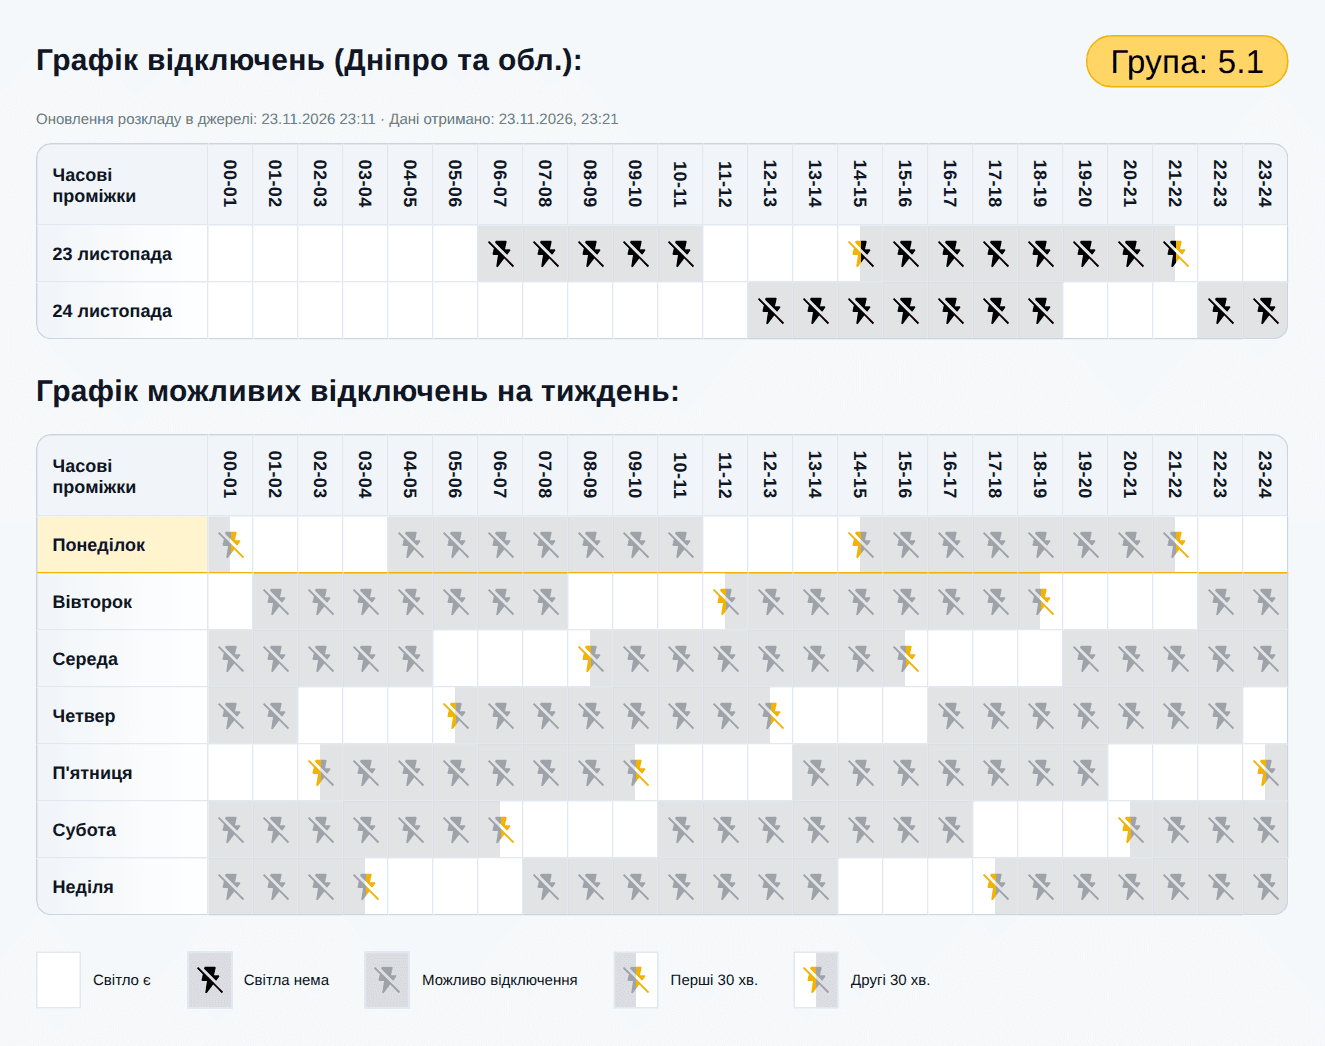 Графік відключень (Дніпро та обл.):
Група: 5.1
Оновлення розкладу в джерелі: 23.11.2026 23:11 · Дані отримано: 23.11.2026, 23:21
Часові проміжки 00-01 01-02 02-03 03-04 04-05 05-06 06-07 07-08 08-09 09-10 10-11 11-12 12-13 13-14 14-15 15-16 16-17 17-18 18-19 19-20 20-21 21-22 22-23 23-24
23 листопада
24 листопада
Графік можливих відключень на тиждень:
Часові проміжки 00-01 01-02 02-03 03-04 04-05 05-06 06-07 07-08 08-09 09-10 10-11 11-12 12-13 13-14 14-15 15-16 16-17 17-18 18-19 19-20 20-21 21-22 22-23 23-24
Понеділок
Вівторок
Середа
Четвер
П'ятниця
Субота
Неділя
Світло є Світла нема Можливо відключення Перші 30 хв. Другі 30 хв.